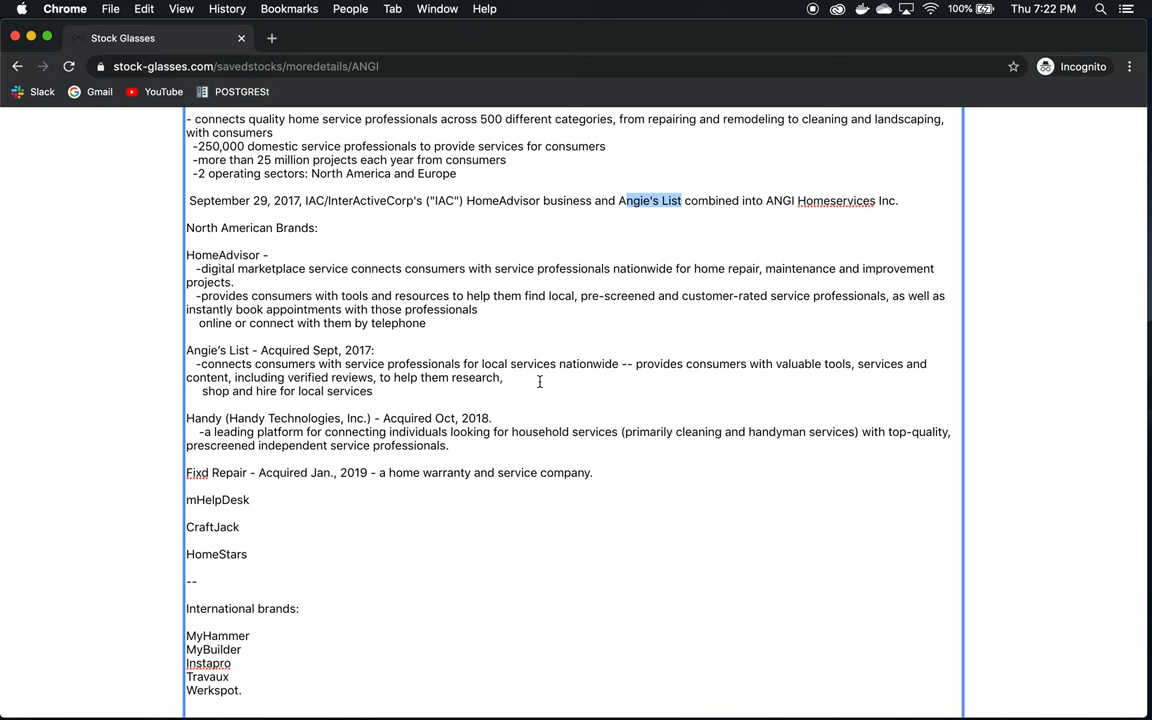 Chrome File Edit View History Bookmarks People Tab Window Help 100% Thu 7:22 PM
Stock Glasses
stock-glasses.com/savedstocks/moredetails/ANGI Incognito
Slack Gmail YouTube POSTGRESt
- connects quality home service professionals across 500 different categories, from repairing and remodeling to cleaning and landscaping,
with consumers
-250,000 domestic service professionals to provide services for consumers
-more than 25 million projects each year from consumers
-2 operating sectors: North America and Europe
September 29, 2017, IAC/InterActiveCorp's ("IAC") HomeAdvisor business and Angie's List combined into ANGI Homeservices Inc.
North American Brands:
HomeAdvisor -
-digital marketplace service connects consumers with service professionals nationwide for home repair, maintenance and improvement
projects.
-provides consumers with tools and resources to help them find local, pre-screened and customer-rated service professionals, as well as
instantly book appointments with those professionals
online or connect with them by telephone
Angie's List - Acquired Sept, 2017:
-connects consumers with service professionals for local services nationwide -- provides consumers with valuable tools, services and
content, including verified reviews, to help them research,
shop and hire for local services
Handy (Handy Technologies, Inc.) - Acquired Oct, 2018.
-a leading platform for connecting individuals looking for household services (primarily cleaning and handyman services) with top-quality,
prescreened independent service professionals.
Fixd Repair - Acquired Jan., 2019 - a home warranty and service company.
mHelpDesk
CraftJack
HomeStars
--
International brands:
MyHammer
MyBuilder
Instapro
Travaux
Werkspot.